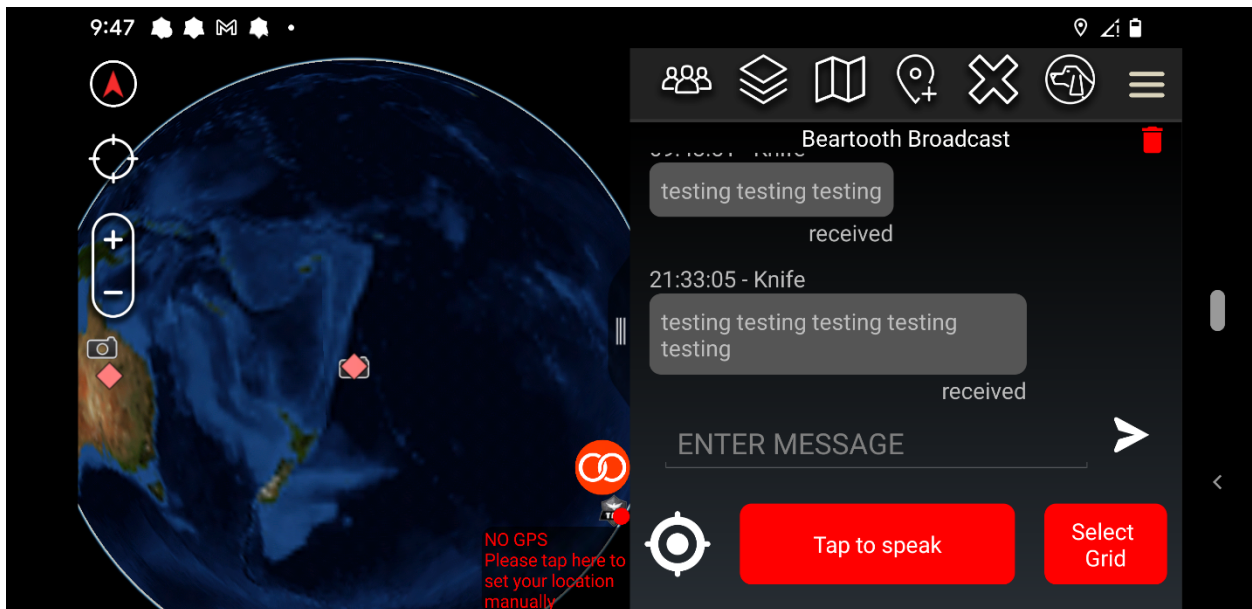 9:47
Beartooth Broadcast
testing testing testing
received
21:33:05 - Knife
testing testing testing testing
testing
received
ENTER MESSAGE
NO GPS
Please tap here to
set your location
manually
Tap to speak
Select
Grid